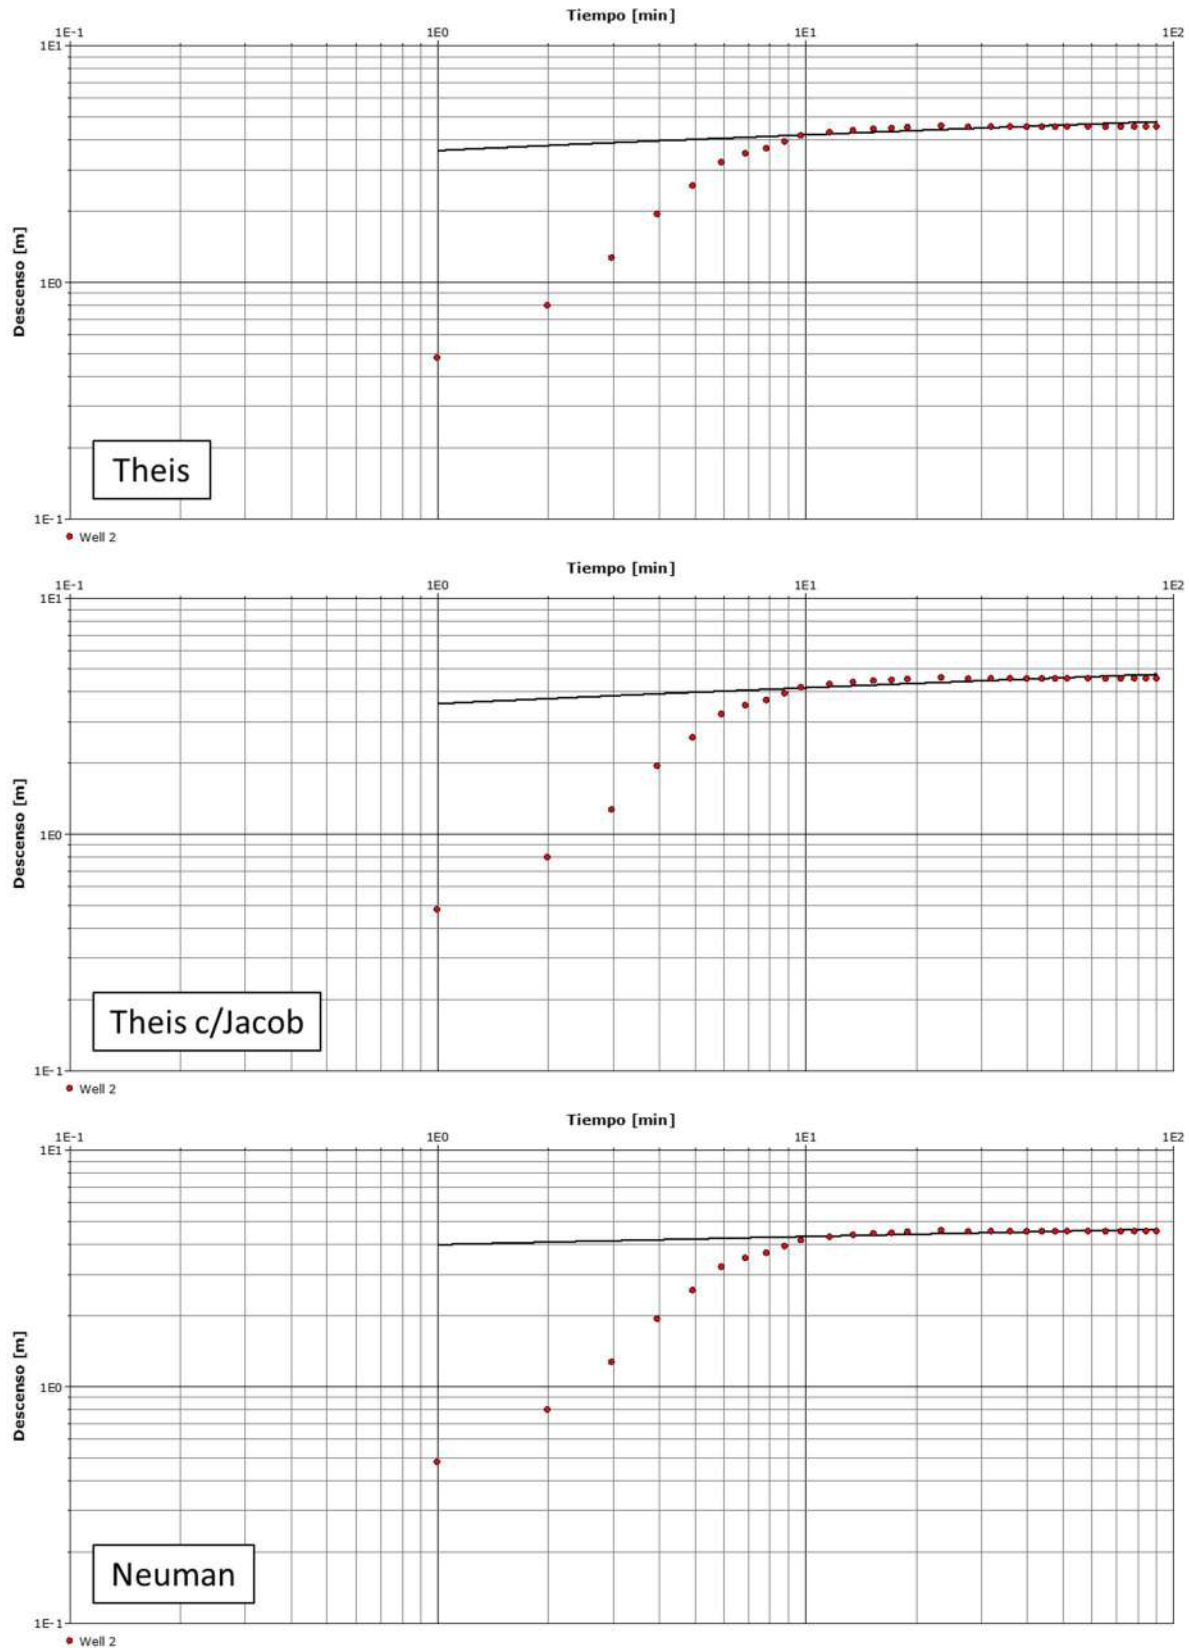 Tiempo [min]
1E-1 1E0 1E1 1E2
1E1
Descenso [m]
1E0
Theis
1E-1
Well 2
Tiempo [min]
1E-1 1E0 1E1 1E2
1E1
Descenso [m]
1E0
Theis c/Jacob
1E-1
Well 2
Tiempo [min]
1E-1 1E0 1E1 1E2
1E1
Descenso [m]
1E0
Neuman
1E-1
Well 2